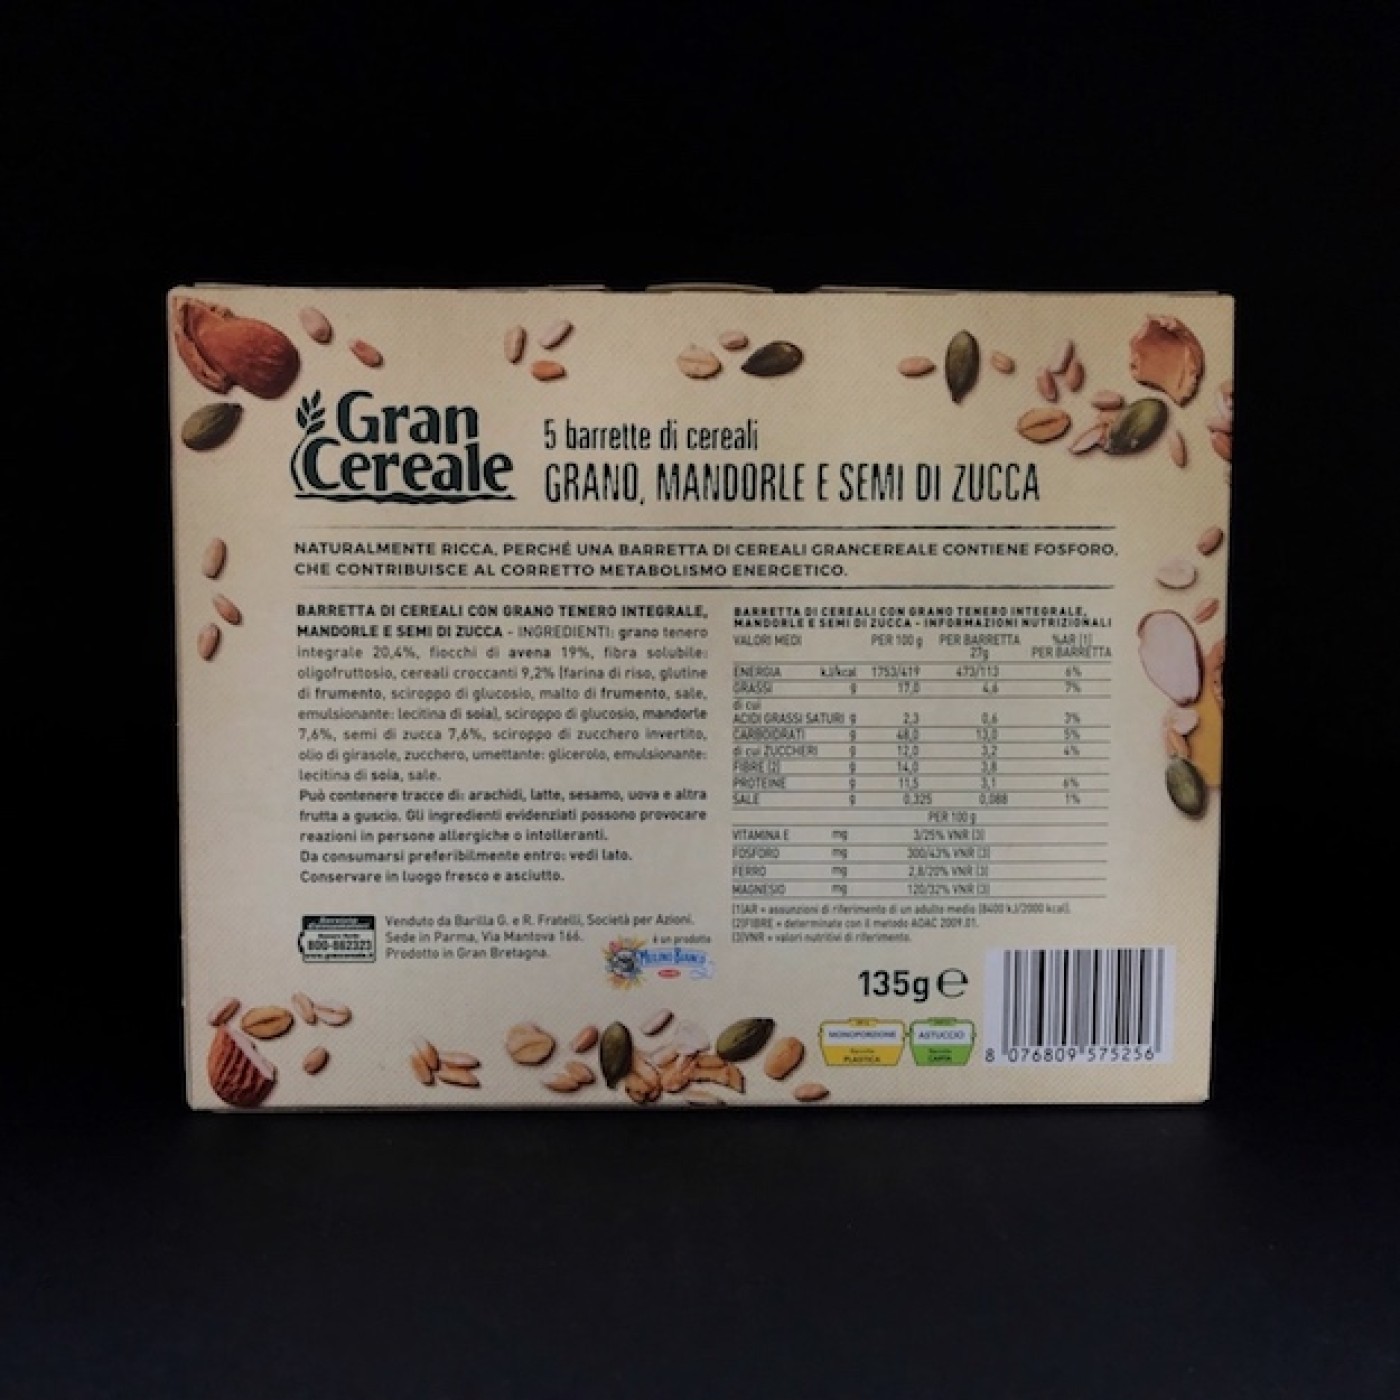 Gran
Cereale
5 barrette di cereali
GRANO, MANDORLE E SEMI DI ZUCCA
NATURALMENTE RICCA, PERCHÉ UNA BARRETTA DI CEREALI GRANCEREALE CONTIENE FOSFORO,
CHE CONTRIBUISCE AL CORRETTO METABOLISMO ENERGETICO.
BARRETTA DI CEREALI CON GRANO TENERO INTEGRALE,
MANDORLE E SEMI DI ZUCCA - INGREDIENTI: grano tenero
integrale 20,4%, fiocchi di avena 19%, fibra solubile:
oligofruttosio, cereali croccanti 9,2% (farina di riso, glutine
di frumento, sciroppo di glucosio, malto di frumento, sale,
emulsionante: lecitina di soia), sciroppo di glucosio, mandorle
7,6%, semi di zucca 7,6%, sciroppo di zucchero invertito,
olio di girasole, zucchero, umettante: glicerolo, emulsionante:
lecitina di soia, sale.
Può contenere tracce di: arachidi, latte, sesamo, uova e altra
frutta a guscio. Gli ingredienti evidenziati possono provocare
reazioni in persone allergiche o intolleranti.
Da consumarsi preferibilmente entro: vedi lato.
Conservare in luogo fresco e asciutto.
BARRETTA DI CEREALI CON GRANO TENERO INTEGRALE,
MANDORLE E SEMI DI ZUCCA - INFORMAZIONI NUTRIZIONALI
VALORI MEDI PER 100 g PER BARRETTA %AR (1)
27g PER BARRETTA
ENERGIA kJ/kcal 1753/419 473/113 6%
GRASSI g 17,0 4,6 7%
di cui
ACIDI GRASSI SATURI g 2,3 0,6 3%
CARBOIDRATI g 48,0 13,0 5%
di cui ZUCCHERI g 12,0 3,2 4%
FIBRE (2) g 14,0 3,8
PROTEINE g 11,5 3,1 6%
SALE g 0,325 0,088 1%
PER 100 g
VITAMINA E mg 3/25% VNR (3)
FOSFORO mg 300/43% VNR (3)
FERRO mg 2,8/20% VNR (3)
MAGNESIO mg 120/32% VNR (3)
(1)AR = assunzioni di riferimento di un adulto medio (8400 kJ/2000 kcal).
(2)FIBRE = determinate con il metodo AOAC 2009.01.
(3)VNR = valori nutritivi di riferimento.
Numero Verde
800-862323
www.grancereale.it
Venduto da Barilla G. e R. Fratelli, Società per Azioni.
Sede in Parma, Via Mantova 166.
Prodotto in Gran Bretagna.
è un prodotto
MULINO BIANCO
135g e
MONOPORZIONE
Raccolta
PLASTICA
ASTUCCIO
Raccolta
CARTA
8 076809 575256